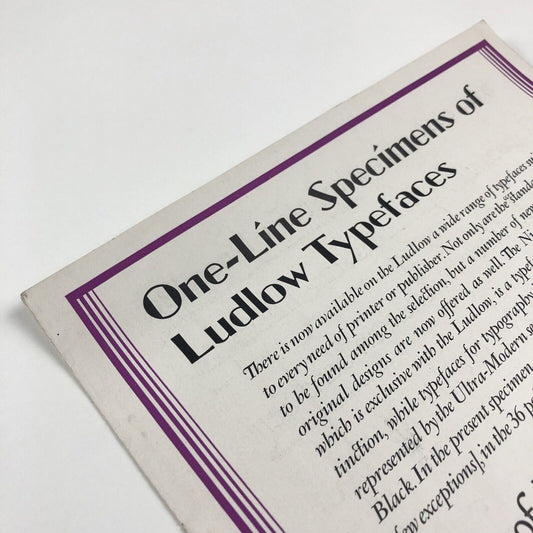 One-Line Specimens of
Ludlow Typefaces
There is now available on the Ludlow a wide range of typefaces
to every need of printer or publisher. Not only are the
to be found among the selection, but a number of new
original designs are now offered as well. The
which is exclusive with the Ludlow, is a
tinction, while typefaces for typography
represented by the Ultra-Modern
Black. In the present specimen
few exceptions] in the 36
of